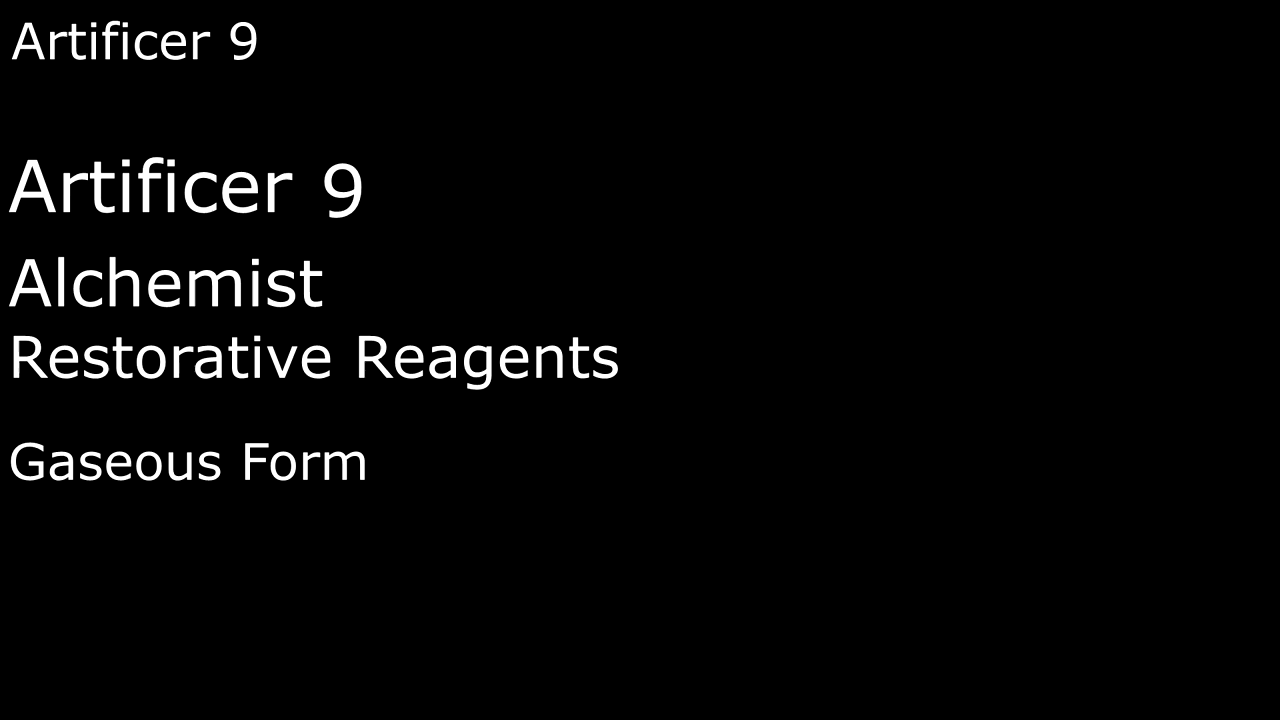 Artificer 9
Artificer 9
Alchemist
Restorative Reagents
Gaseous Form